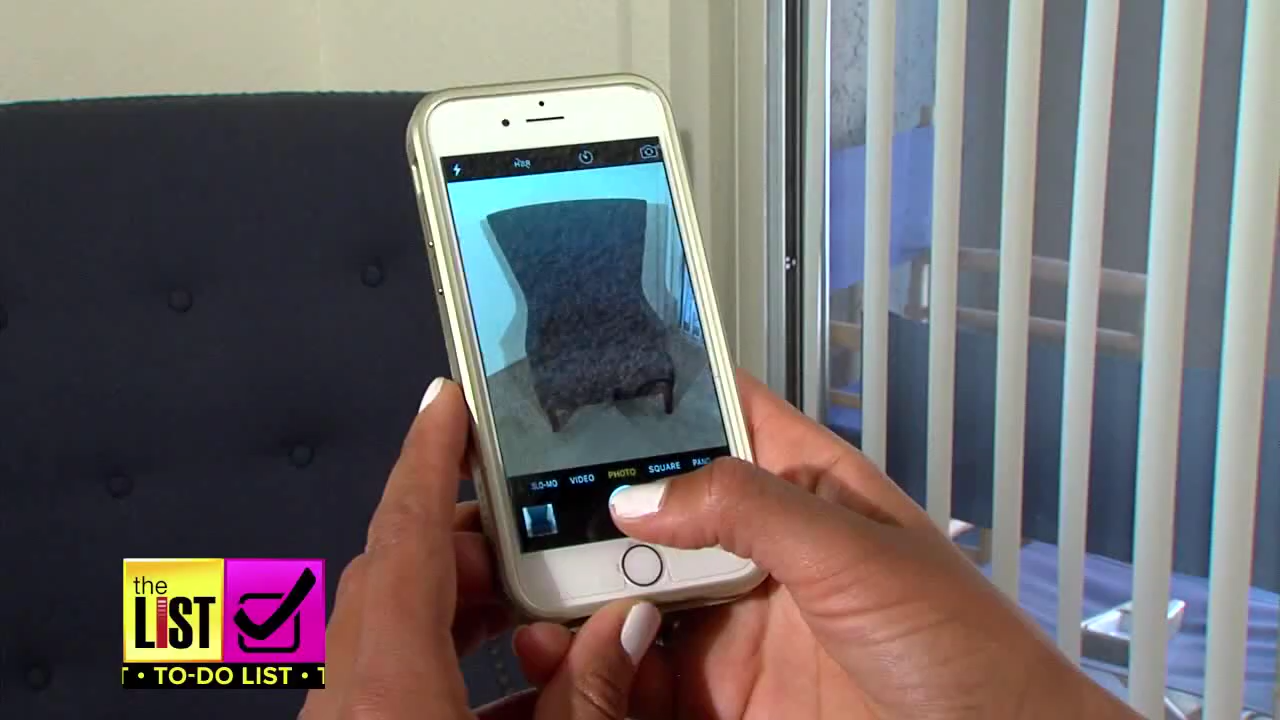 SLO-MO VIDEO PHOTO SQUARE
the
LIST
• TO-DO LIST •